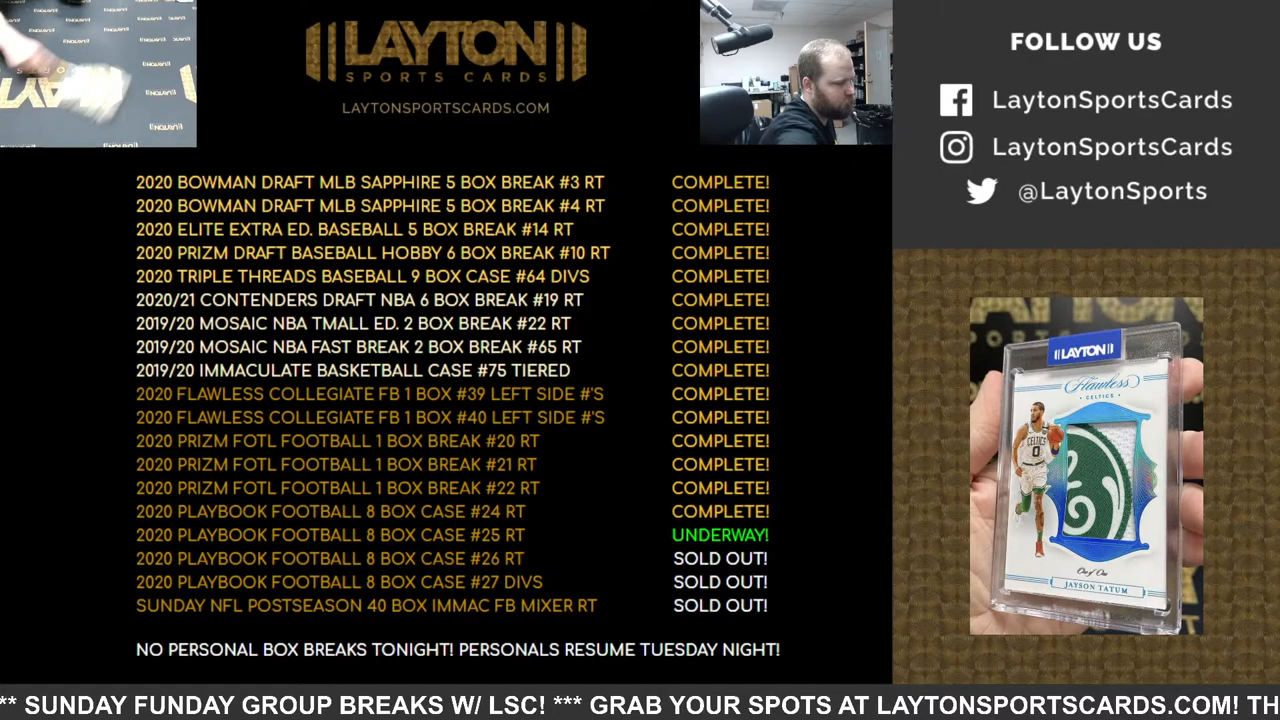 LAYTON
SPORTS CARDS
LAYTONSPORTSCARDS.COM
2020 BOWMAN DRAFT MLB SAPPHIRE 5 BOX BREAK #3 RT COMPLETE!
2020 BOWMAN DRAFT MLB SAPPHIRE 5 BOX BREAK #4 RT COMPLETE!
2020 ELITE EXTRA ED. BASEBALL 5 BOX BREAK #14 RT COMPLETE!
2020 PRIZM DRAFT BASEBALL HOBBY 6 BOX BREAK #10 RT COMPLETE!
2020 TRIPLE THREADS BASEBALL 9 BOX CASE #64 DIVS COMPLETE!
2020/21 CONTENDERS DRAFT NBA 6 BOX BREAK #19 RT COMPLETE!
2019/20 MOSAIC NBA TMALL ED. 2 BOX BREAK #22 RT COMPLETE!
2019/20 MOSAIC NBA FAST BREAK 2 BOX BREAK #65 RT COMPLETE!
2019/20 IMMACULATE BASKETBALL CASE #75 TIERED COMPLETE!
2020 FLAWLESS COLLEGIATE FB 1 BOX #39 LEFT SIDE #'S COMPLETE!
2020 FLAWLESS COLLEGIATE FB 1 BOX #40 LEFT SIDE #'S COMPLETE!
2020 PRIZM FOTL FOOTBALL 1 BOX BREAK #20 RT COMPLETE!
2020 PRIZM FOTL FOOTBALL 1 BOX BREAK #21 RT COMPLETE!
2020 PRIZM FOTL FOOTBALL 1 BOX BREAK #22 RT COMPLETE!
2020 PLAYBOOK FOOTBALL 8 BOX CASE #24 RT COMPLETE!
2020 PLAYBOOK FOOTBALL 8 BOX CASE #25 RT UNDERWAY!
2020 PLAYBOOK FOOTBALL 8 BOX CASE #26 RT SOLD OUT!
2020 PLAYBOOK FOOTBALL 8 BOX CASE #27 DIVS SOLD OUT!
SUNDAY NFL POSTSEASON 40 BOX IMMAC FB MIXER RT SOLD OUT!
NO PERSONAL BOX BREAKS TONIGHT! PERSONALS RESUME TUESDAY NIGHT!
FOLLOW US
LaytonSportsCards
LaytonSportsCards
@LaytonSports
LAYTON
Flawless
CELTICS
CELTICS
0
One of One
JAYSON TATUM
** SUNDAY FUNDAY GROUP BREAKS W/ LSC! *** GRAB YOUR SPOTS AT LAYTONSPORTSCARDS.COM! TH